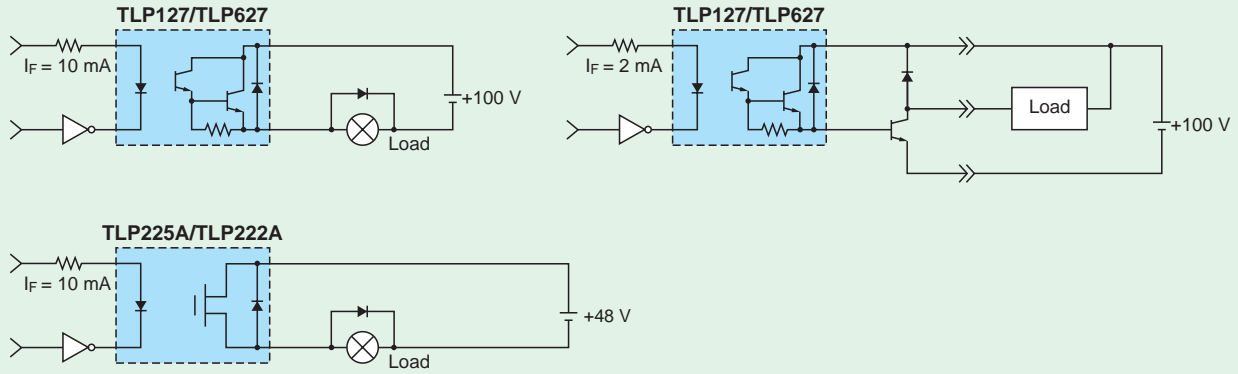 TLP127/TLP627
IF = 10 mA
+100 V
Load
TLP127/TLP627
IF = 2 mA
Load
+100 V
TLP225A/TLP222A
IF = 10 mA
+48 V
Load